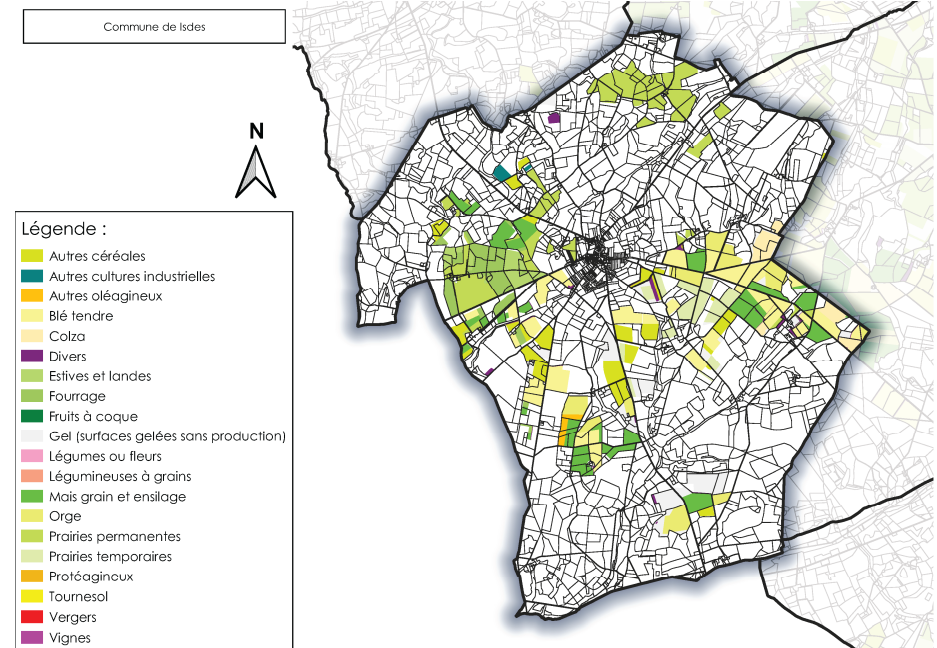 Commune de Isdes
N
Légende :
Autres céréales
Autres cultures industrielles
Autres oléagineux
Blé tendre
Colza
Divers
Estives et landes
Fourrage
Fruits à coque
Gel (surfaces gelées sans production)
Légumes ou fleurs
Légumineuses à grains
Mais grain et ensilage
Orge
Prairies permanentes
Prairies temporaires
Protéagineux
Tournesol
Vergers
Vignes